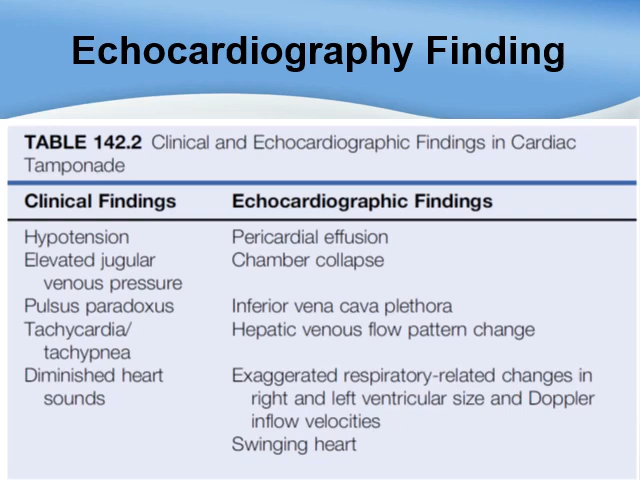 Echocardiography Finding
TABLE 142.2 Clinical and Echocardiographic Findings in Cardiac
Tamponade
Clinical Findings Echocardiographic Findings
Hypotension Pericardial effusion
Elevated jugular Chamber collapse
venous pressure
Pulsus paradoxus Inferior vena cava plethora
Tachycardia/ Hepatic venous flow pattern change
tachypnea
Diminished heart Exaggerated respiratory-related changes in
sounds right and left ventricular size and Doppler
inflow velocities
Swinging heart